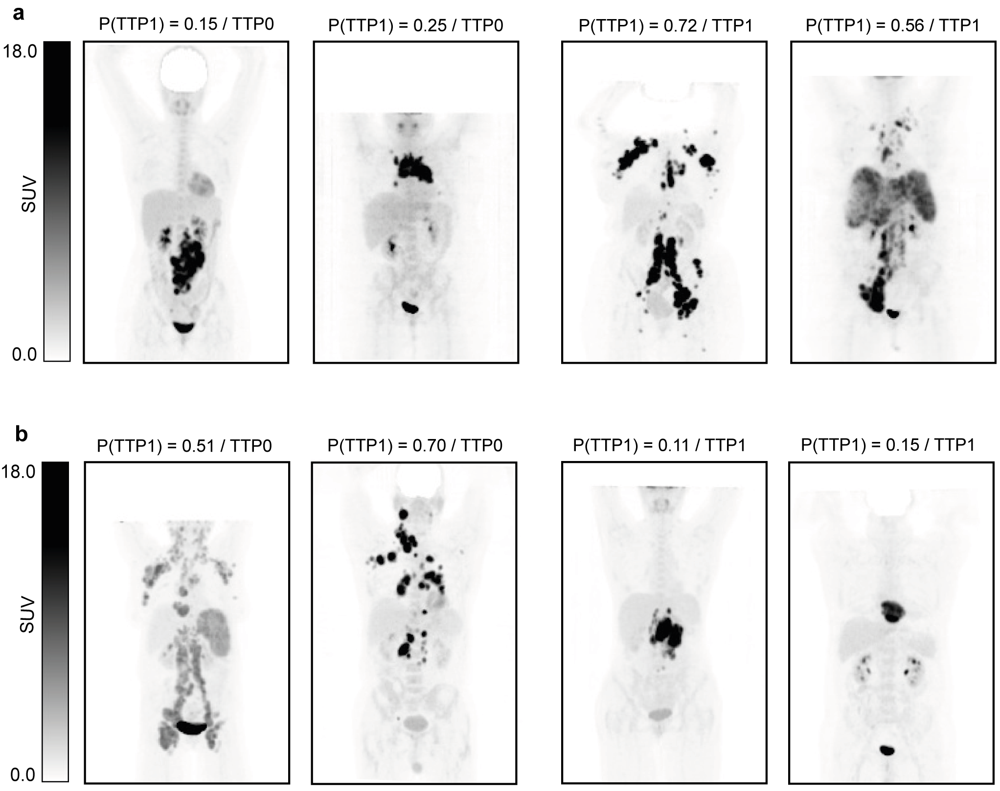 a
P(TTP1) = 0.15 / TTP0
P(TTP1) = 0.25 / TTP0
P(TTP1) = 0.72 / TTP1
P(TTP1) = 0.56 / TTP1
18.0
SUV
0.0
b
P(TTP1) = 0.51 / TTP0
P(TTP1) = 0.70 / TTP0
P(TTP1) = 0.11 / TTP1
P(TTP1) = 0.15 / TTP1
18.0
SUV
0.0